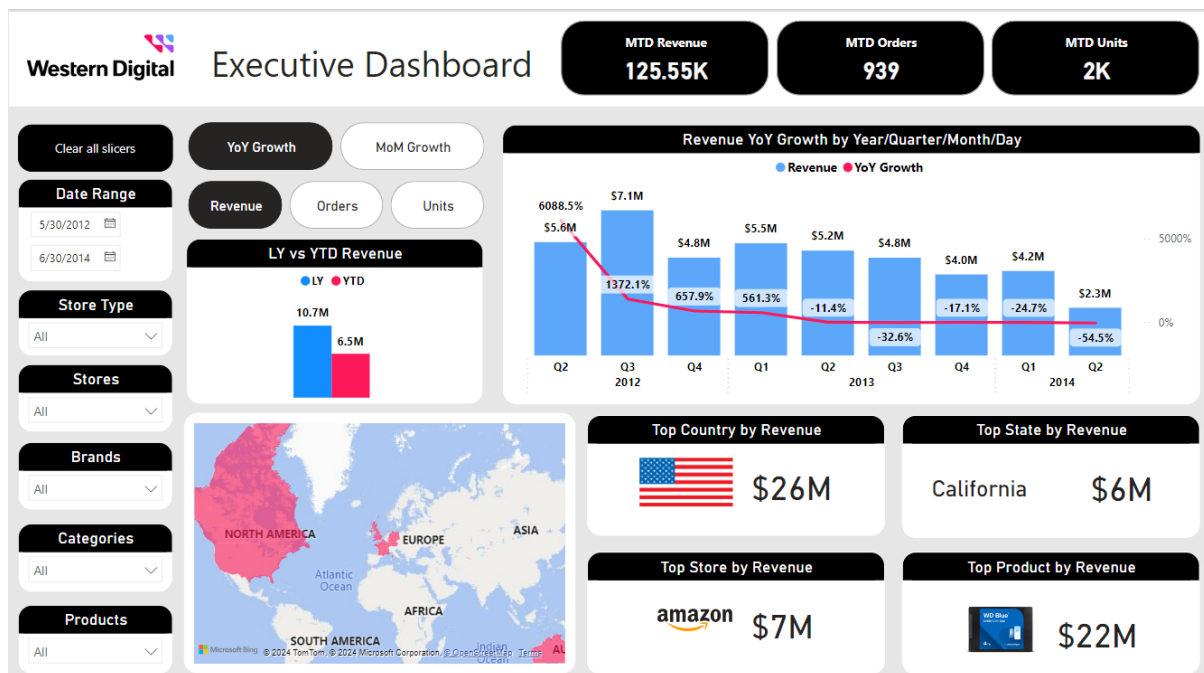 Western Digital
Executive Dashboard
MTD Revenue
125.55K
MTD Orders
939
MTD Units
2K
Clear all slicers
Date Range
5/30/2012
6/30/2014
Store Type
All
Stores
All
Brands
All
Categories
All
Products
All
YoY Growth
MoM Growth
Revenue
Orders
Units
LY vs YTD Revenue
LY YTD
10.7M
6.5M
Revenue YoY Growth by Year/Quarter/Month/Day
Revenue YoY Growth
6088.5%
$5.6M
$7.1M
$4.8M
$5.5M
$5.2M
$4.8M
$4.0M
$4.2M
$2.3M
1372.1%
657.9%
561.3%
-11.4%
-32.6%
-17.1%
-24.7%
-54.5%
5000%
0%
Q2 Q3 Q4 Q1 Q2 Q3 Q4 Q1 Q2
2012 2013 2014
NORTH AMERICA
EUROPE
ASIA
Atlantic
Ocean
AFRICA
SOUTH AMERICA
Indian
Ocean
AU
Microsoft Bing
© 2024 TomTom, © 2024 Microsoft Corporation, © OpenStreetMap Terms
Top Country by Revenue
$26M
Top State by Revenue
California $6M
Top Store by Revenue
amazon $7M
Top Product by Revenue
WD Blue
$22M